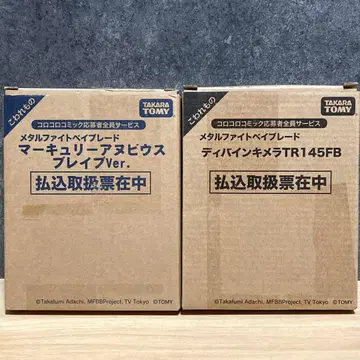 こわれもの
TAKARA TOMY
コロコロコミック応募者全員サービス
メタルファイトベイブレード
マーキュリーアヌビウス
ブレイブVer.
払込取扱票在中
©Takafumi Adachi, MFBBProject, TV Tokyo ©TOMY
こわれもの
TAKARA TOMY
コロコロコミック応募者全員サービス
メタルファイトベイブレード
ディバインキメラTR145FB
払込取扱票在中
©Takafumi Adachi, MFBBProject, TV Tokyo ©TOMY